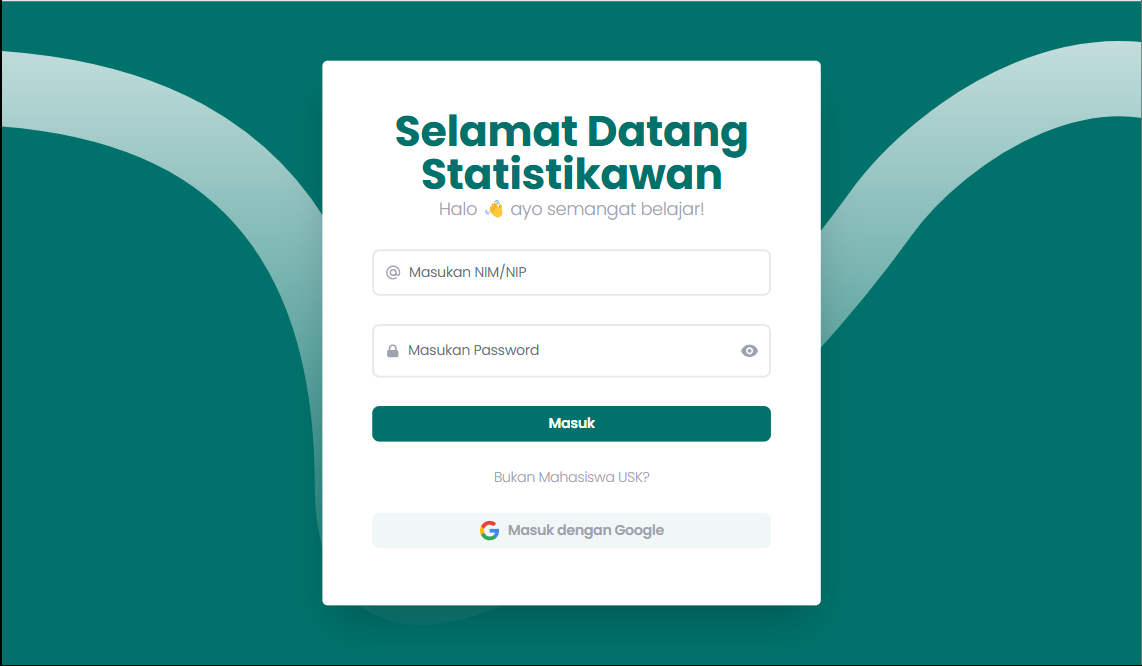 Selamat Datang
Statistikawan
Halo 👋 ayo semangat belajar!
Masukan NIM/NIP
Masukan Password
Masuk
Bukan Mahasiswa USK?
Masuk dengan Google